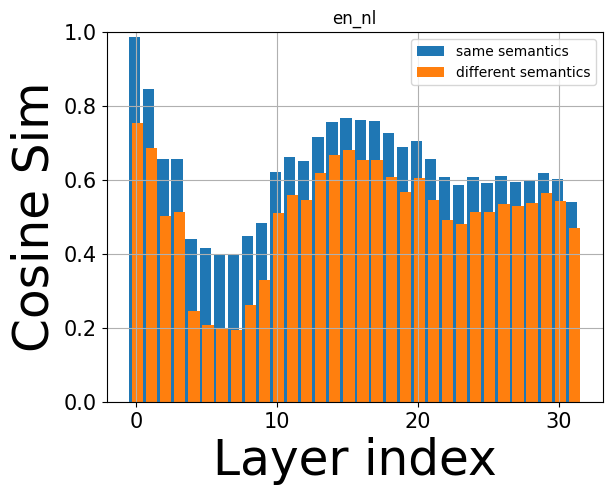 en_nl
same semantics
different semantics
Cosine Sim
1.0
0.8
0.6
0.4
0.2
0.0
0 10 20 30
Layer index